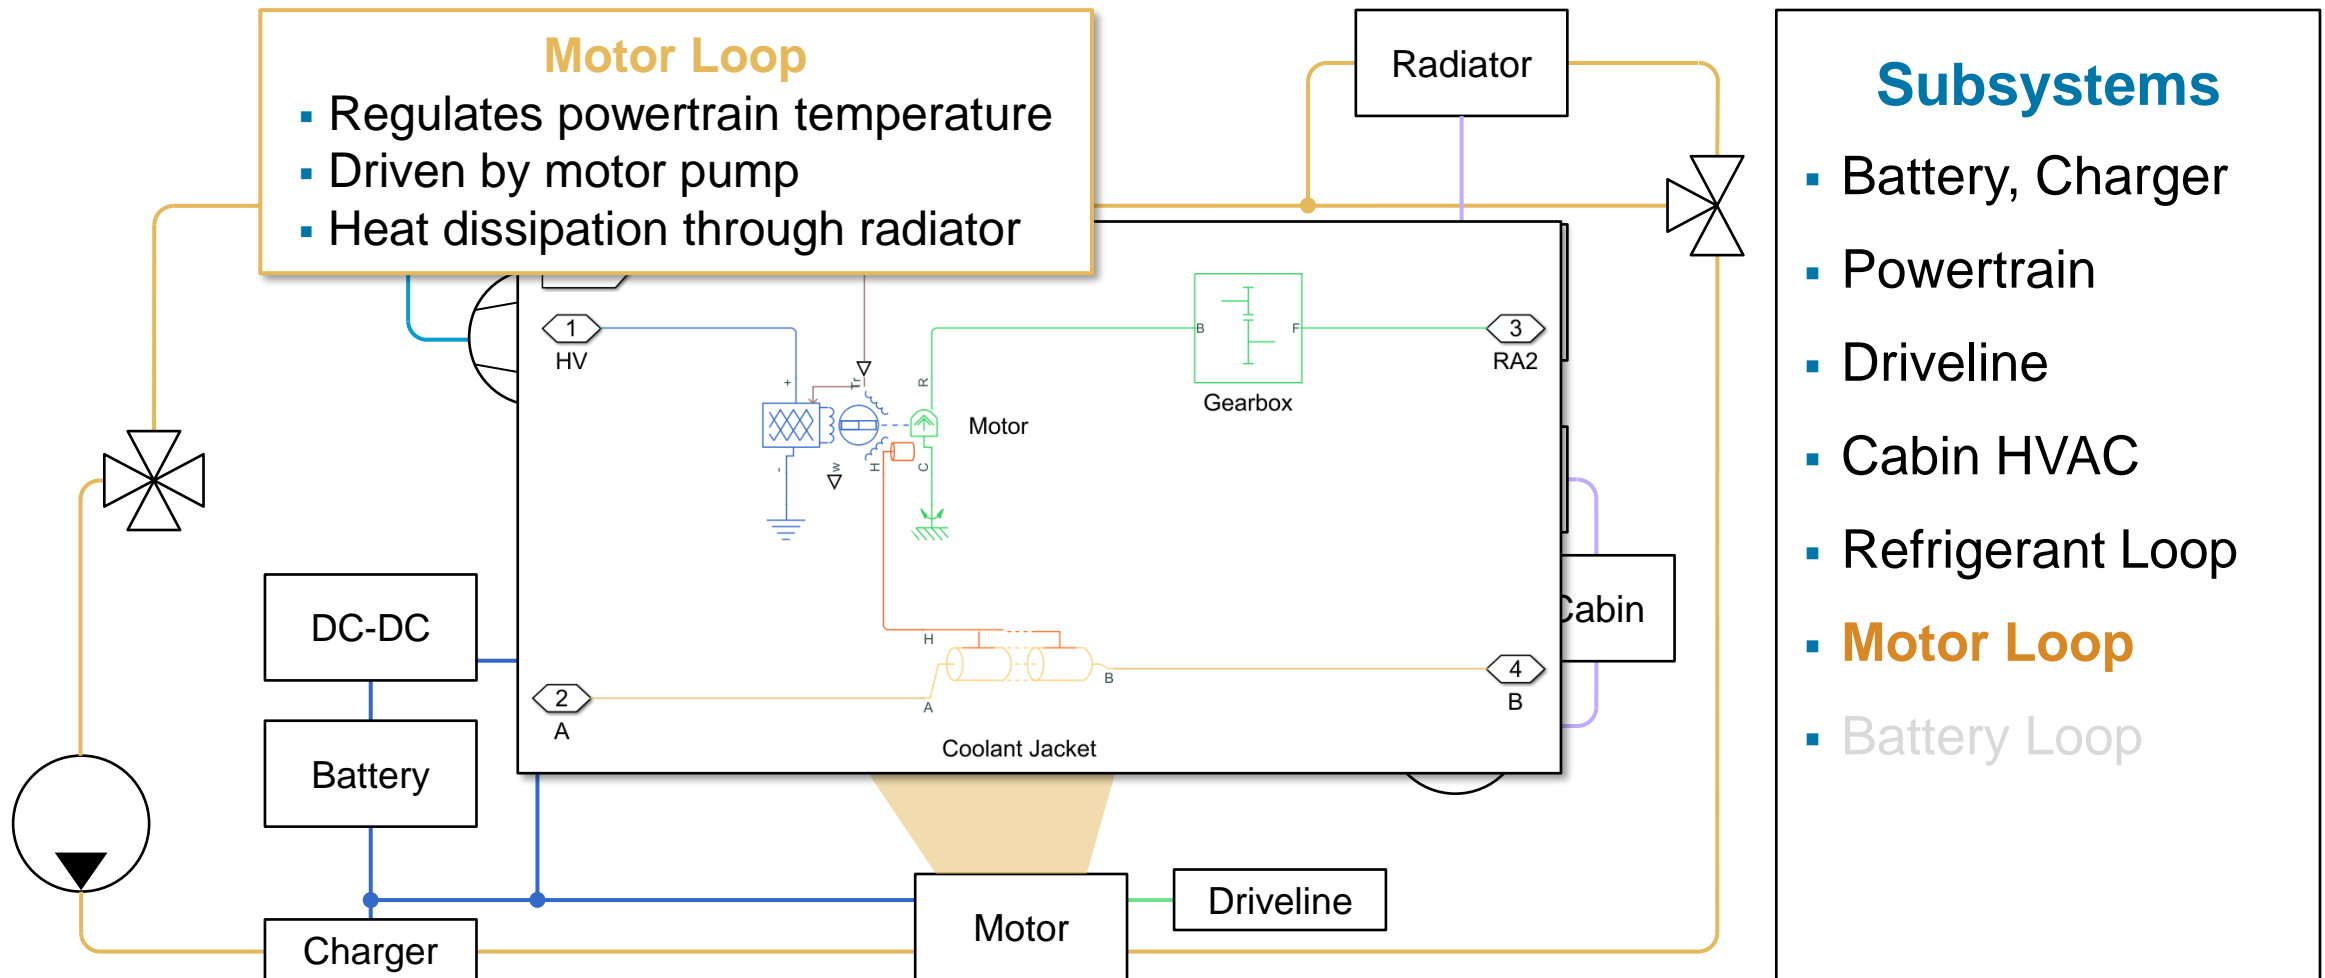 Motor Loop
▪ Regulates powertrain temperature
▪ Driven by motor pump
▪ Heat dissipation through radiator
Radiator
Subsystems
▪ Battery, Charger
▪ Powertrain
▪ Driveline
▪ Cabin HVAC
▪ Refrigerant Loop
▪ Motor Loop
▪ Battery Loop
1
HV
+
Tr
R
B
F
Gearbox
3
RA2
Motor
-
w
H
C
H
A
B
Coolant Jacket
2
A
4
B
Cabin
DC-DC
Battery
Charger
Motor
Driveline